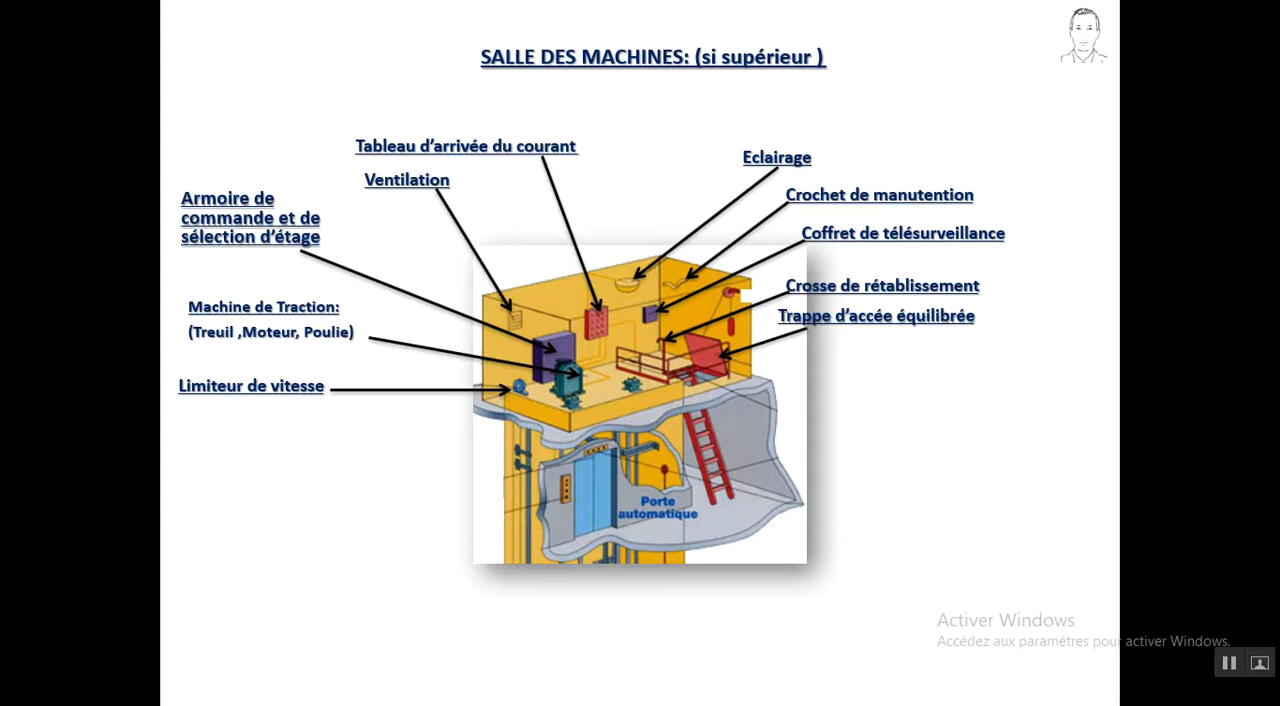 SALLE DES MACHINES: (si supérieur )
Tableau d'arrivée du courant
Ventilation
Armoire de
commande et de
sélection d'étage
Machine de Traction:
(Treuil ,Moteur, Poulie)
Limiteur de vitesse
Eclairage
Crochet de manutention
Coffret de télésurveillance
Crosse de rétablissement
Trappe d'accée équilibrée
Porte
automatique
Activer Windows
Accédez aux paramètres pour activer Windows.